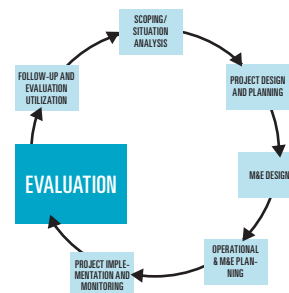 SCOPING/
SITUATION
ANALYSIS
PROJECT DESIGN
AND PLANNING
M&E DESIGN
OPERATIONAL
& M&E PLAN-
NING
PROJECT IMPLE-
MENTATION AND
MONITORING
EVALUATION
FOLLOW-UP AND
EVALUATION
UTILIZATION